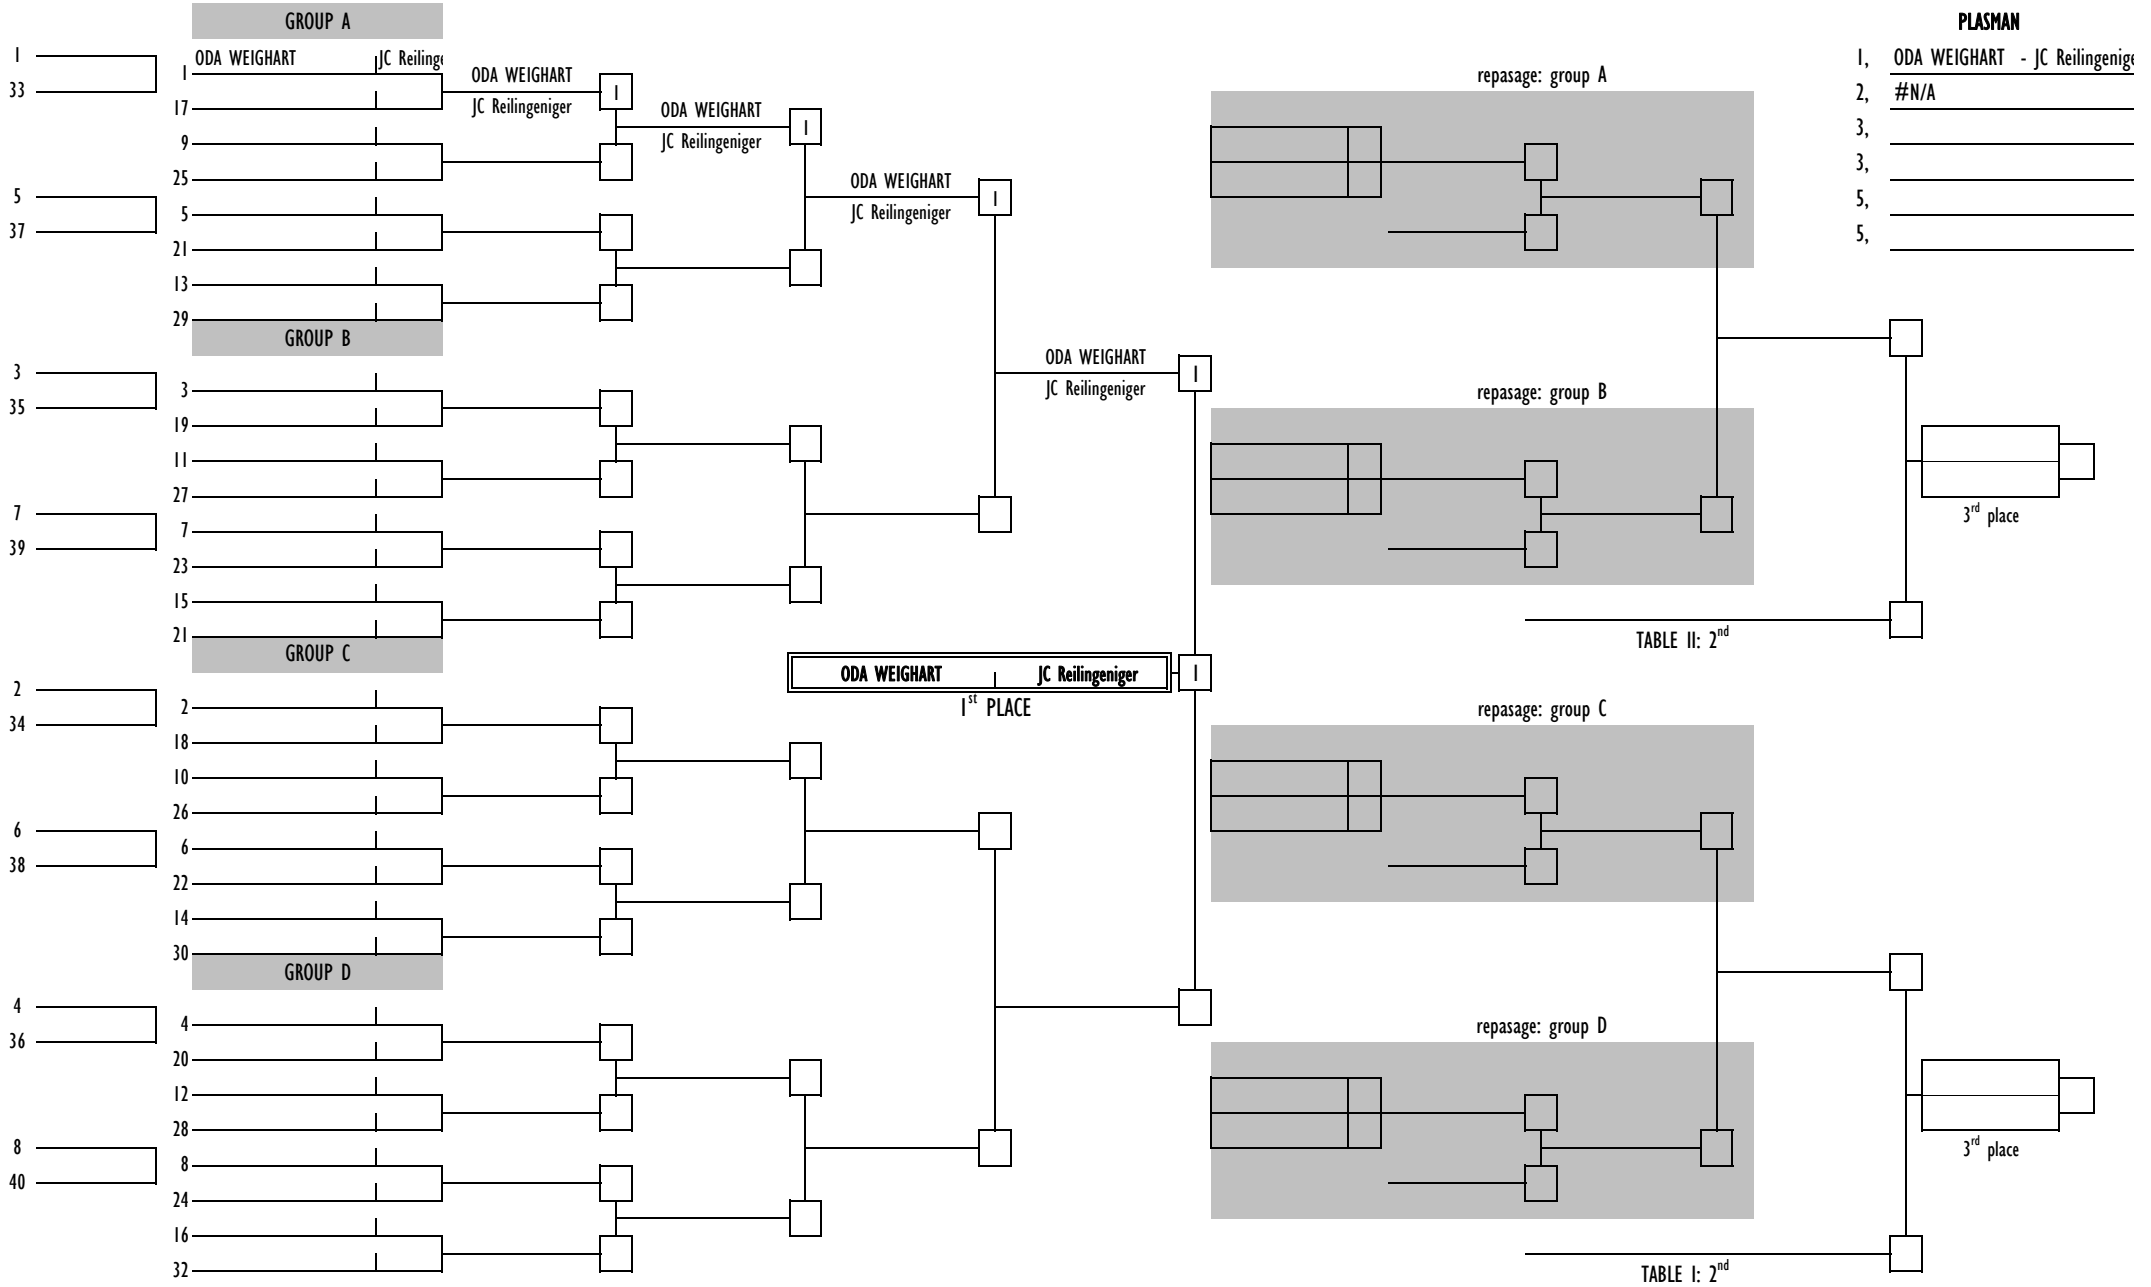 GROUP A
1
33
5
37
1 ODA WEIGHART JC Reilinge
17
9
25
5
21
13
29
GROUP B
3
35
7
39
3
19
11
27
7
23
15
21
GROUP C
2
34
6
38
2
18
10
26
6
22
14
30
GROUP D
4
36
8
40
4
20
12
28
8
24
16
32
ODA WEIGHART
JC Reilingeniger
1
ODA WEIGHART
JC Reilingeniger
1
ODA WEIGHART
JC Reilingeniger
1
ODA WEIGHART
JC Reilingeniger
1
ODA WEIGHART JC Reilingeniger 1
1st PLACE
repasage: group A
repasage: group B
TABLE II: 2nd
repasage: group C
repasage: group D
TABLE I: 2nd
3rd place
3rd place
PLASMAN
1, ODA WEIGHART - JC Reilingenige
2, #N/A
3,
3,
5,
5,